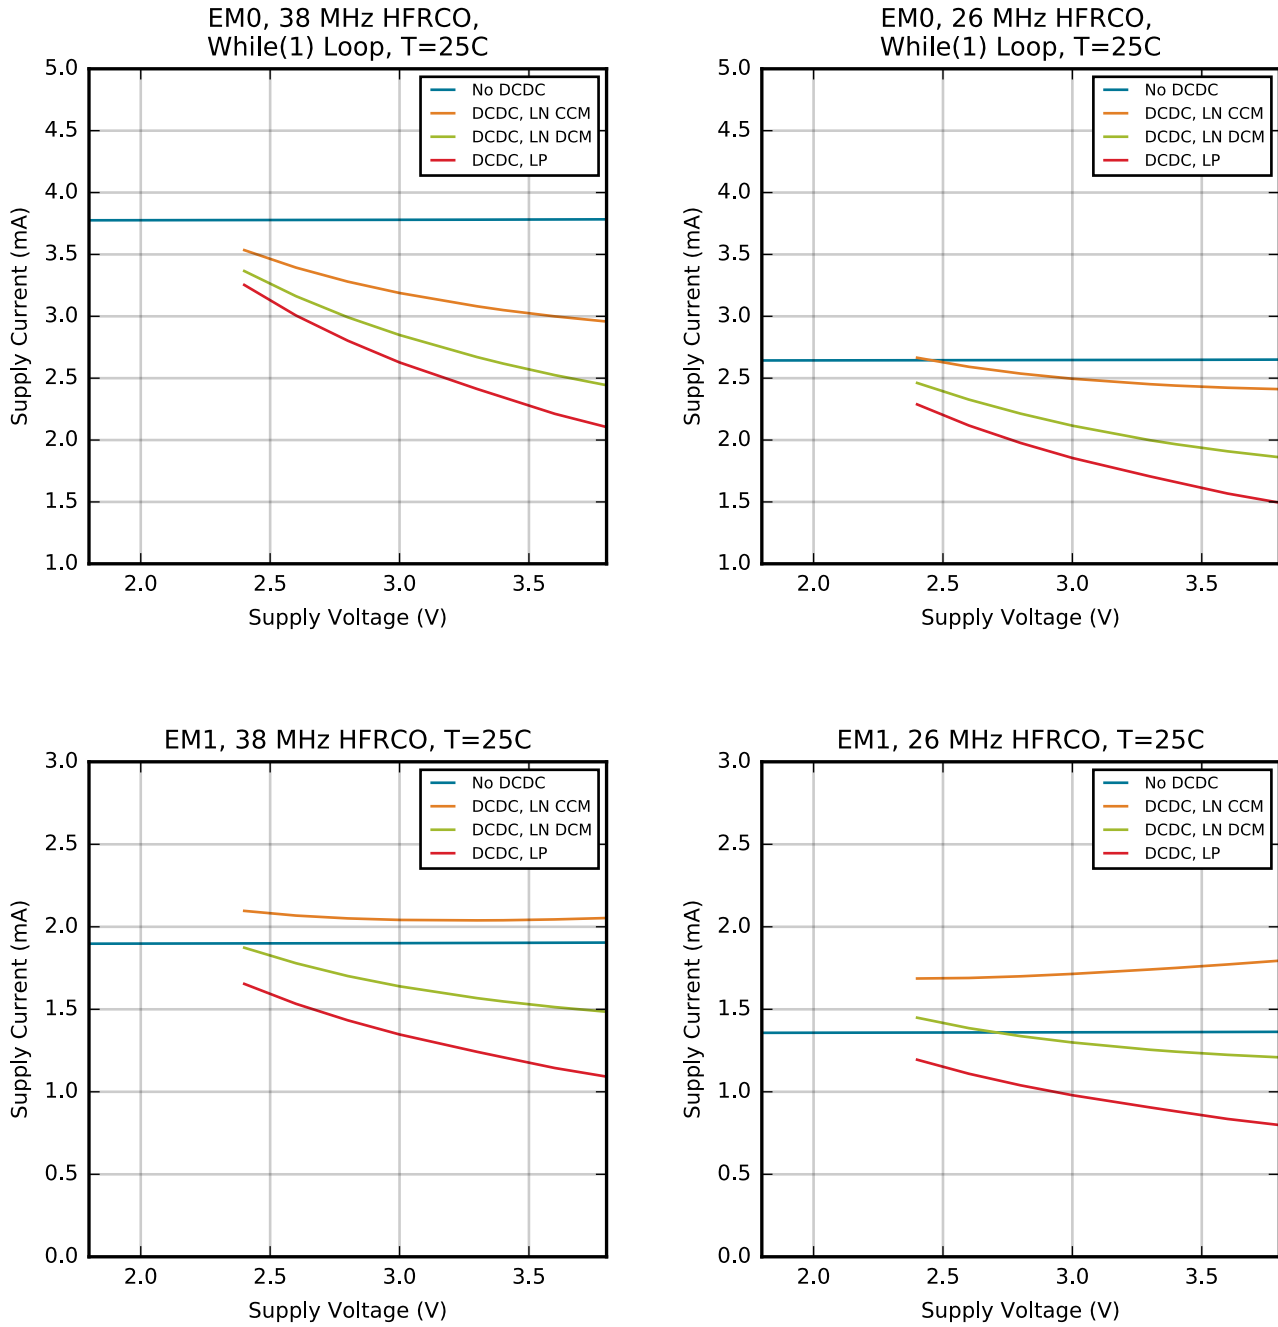 EM0, 38 MHz HFRCO,
While(1) Loop, T=25C
5.0
4.5
4.0
3.5
3.0
2.5
2.0
1.5
1.0
Supply Current (mA)
No DCDC
DCDC, LN CCM
DCDC, LN DCM
DCDC, LP
2.0 2.5 3.0 3.5
Supply Voltage (V)
EM0, 26 MHz HFRCO,
While(1) Loop, T=25C
5.0
4.5
4.0
3.5
3.0
2.5
2.0
1.5
1.0
Supply Current (mA)
No DCDC
DCDC, LN CCM
DCDC, LN DCM
DCDC, LP
2.0 2.5 3.0 3.5
Supply Voltage (V)
EM1, 38 MHz HFRCO, T=25C
3.0
2.5
2.0
1.5
1.0
0.5
0.0
Supply Current (mA)
No DCDC
DCDC, LN CCM
DCDC, LN DCM
DCDC, LP
2.0 2.5 3.0 3.5
Supply Voltage (V)
EM1, 26 MHz HFRCO, T=25C
3.0
2.5
2.0
1.5
1.0
0.5
0.0
Supply Current (mA)
No DCDC
DCDC, LN CCM
DCDC, LN DCM
DCDC, LP
2.0 2.5 3.0 3.5
Supply Voltage (V)